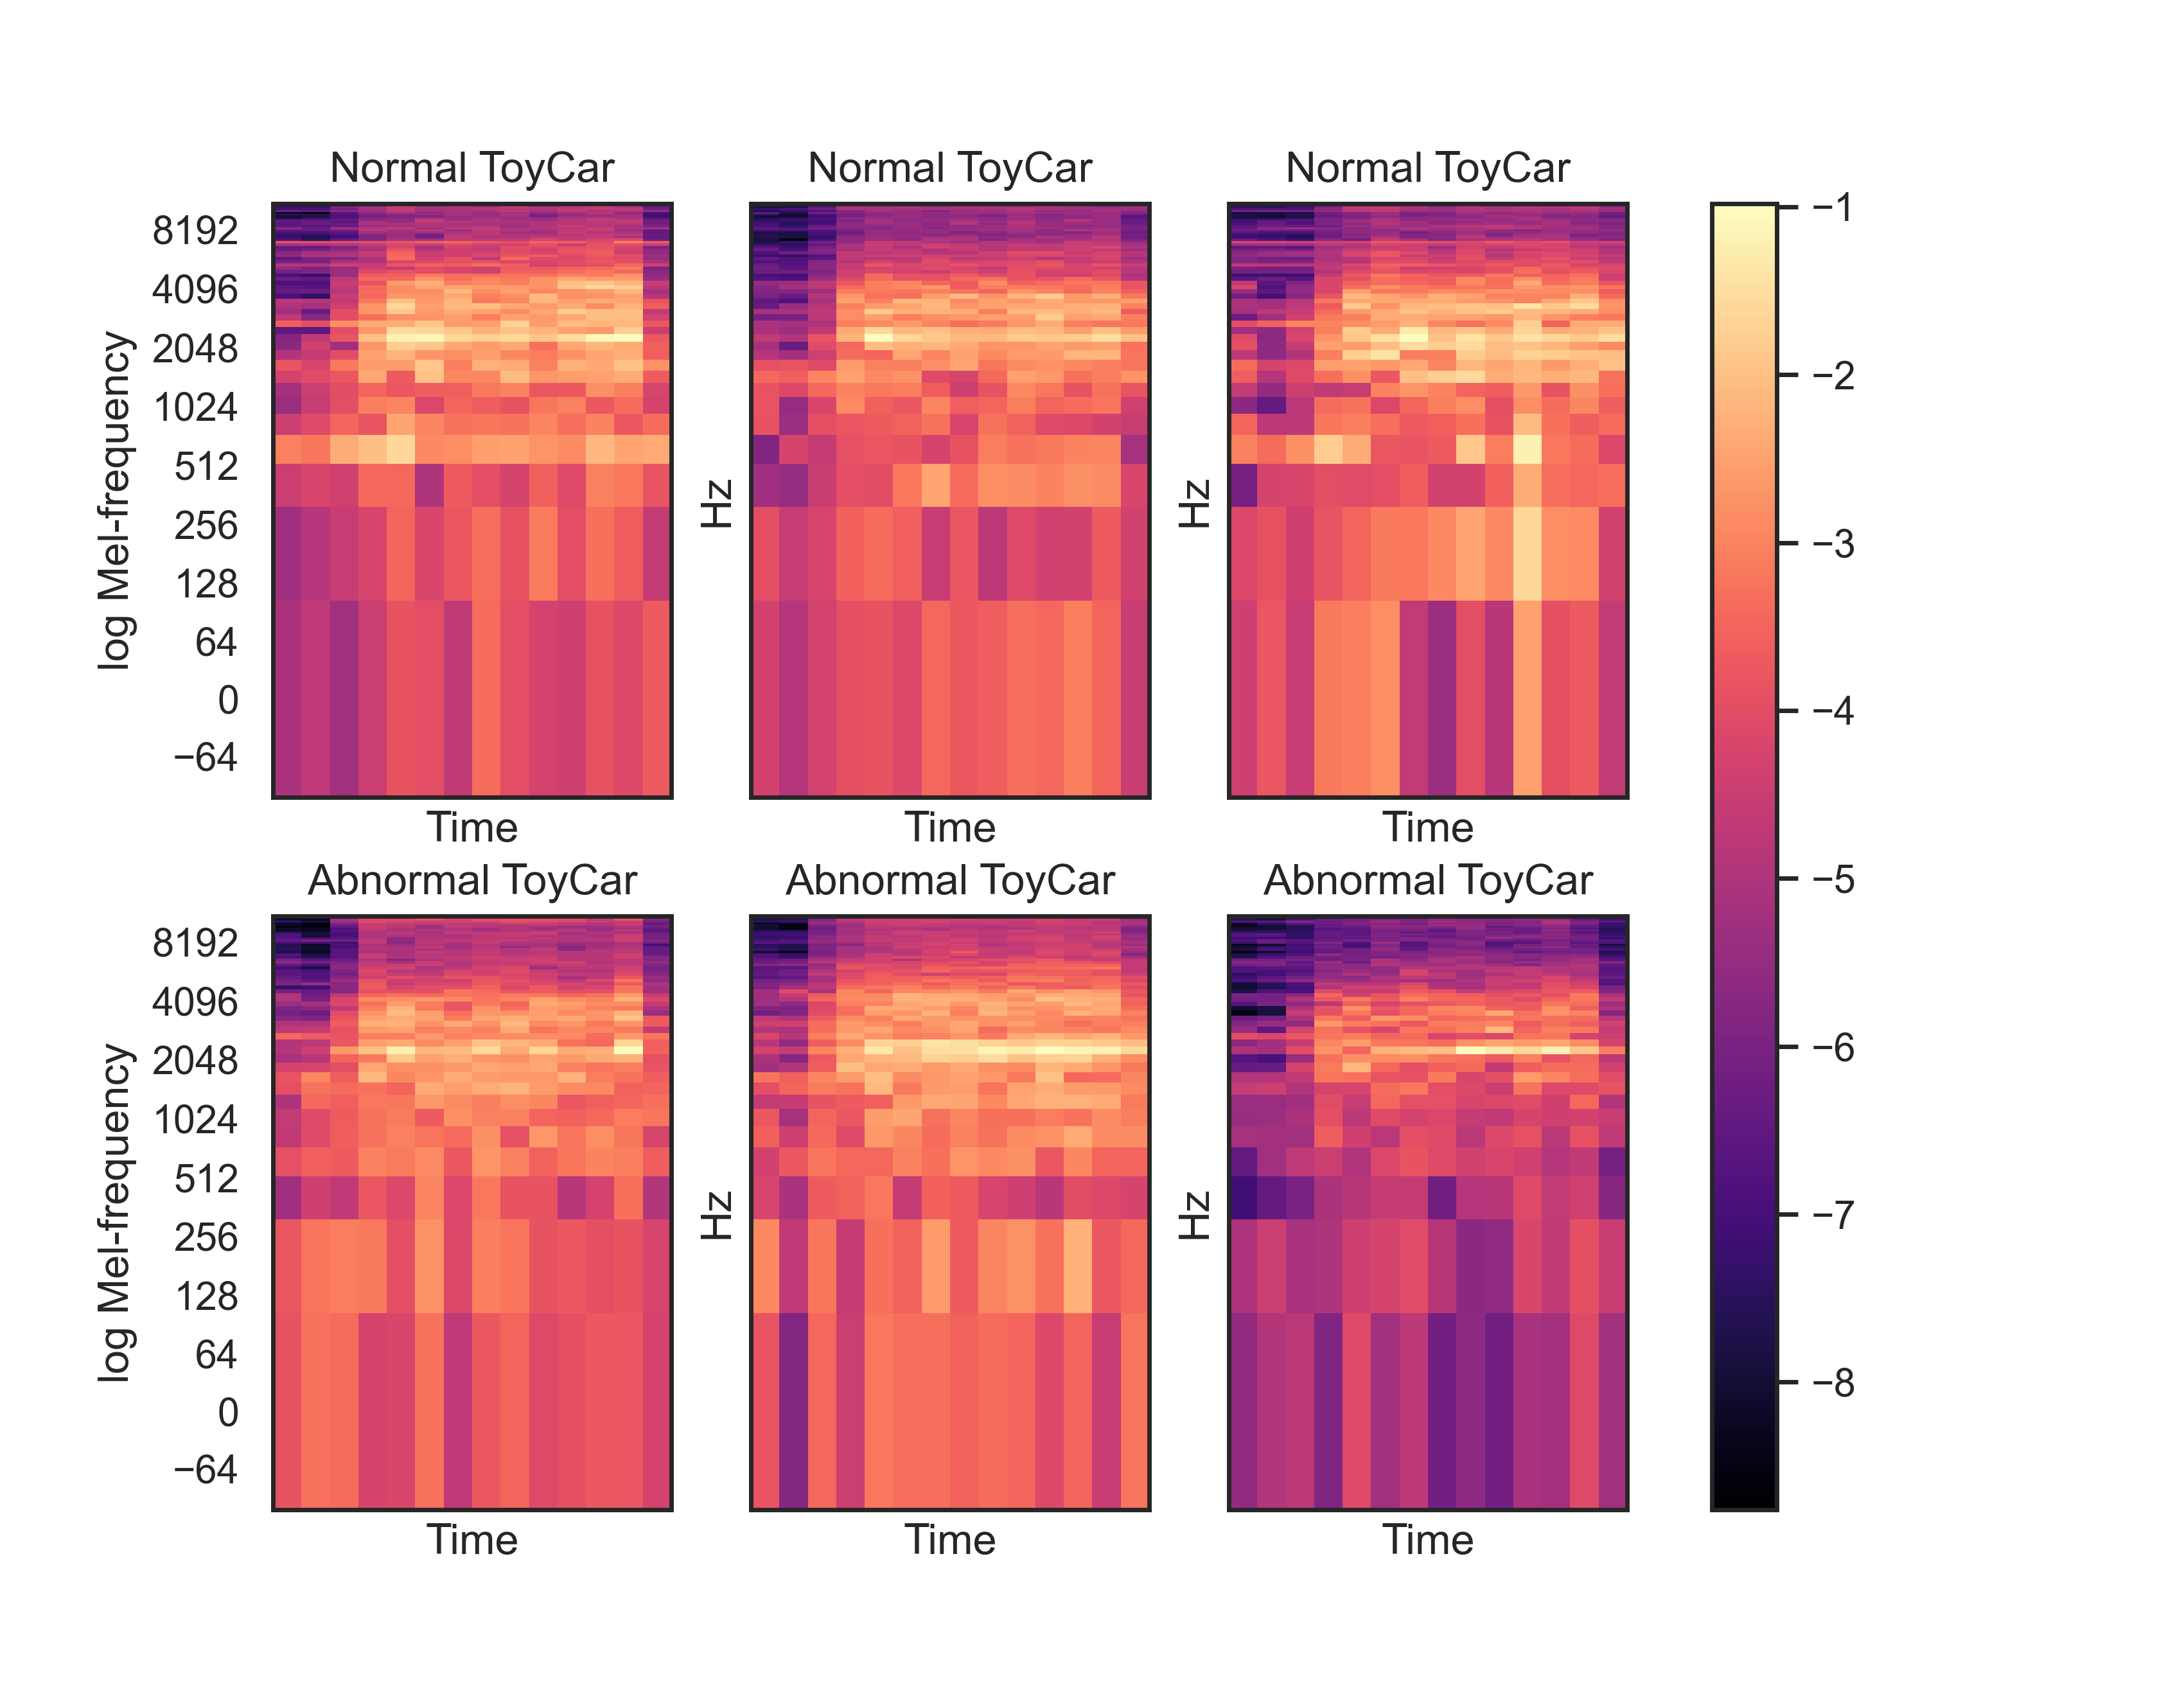 Normal ToyCar
Normal ToyCar
Normal ToyCar
log Mel-frequency
8192
4096
2048
1024
512
256
128
64
0
−64
Hz
Hz
Time
Time
Time
Abnormal ToyCar
Abnormal ToyCar
Abnormal ToyCar
log Mel-frequency
8192
4096
2048
1024
512
256
128
64
0
−64
Hz
Hz
Time
Time
Time
−1
−2
−3
−4
−5
−6
−7
−8